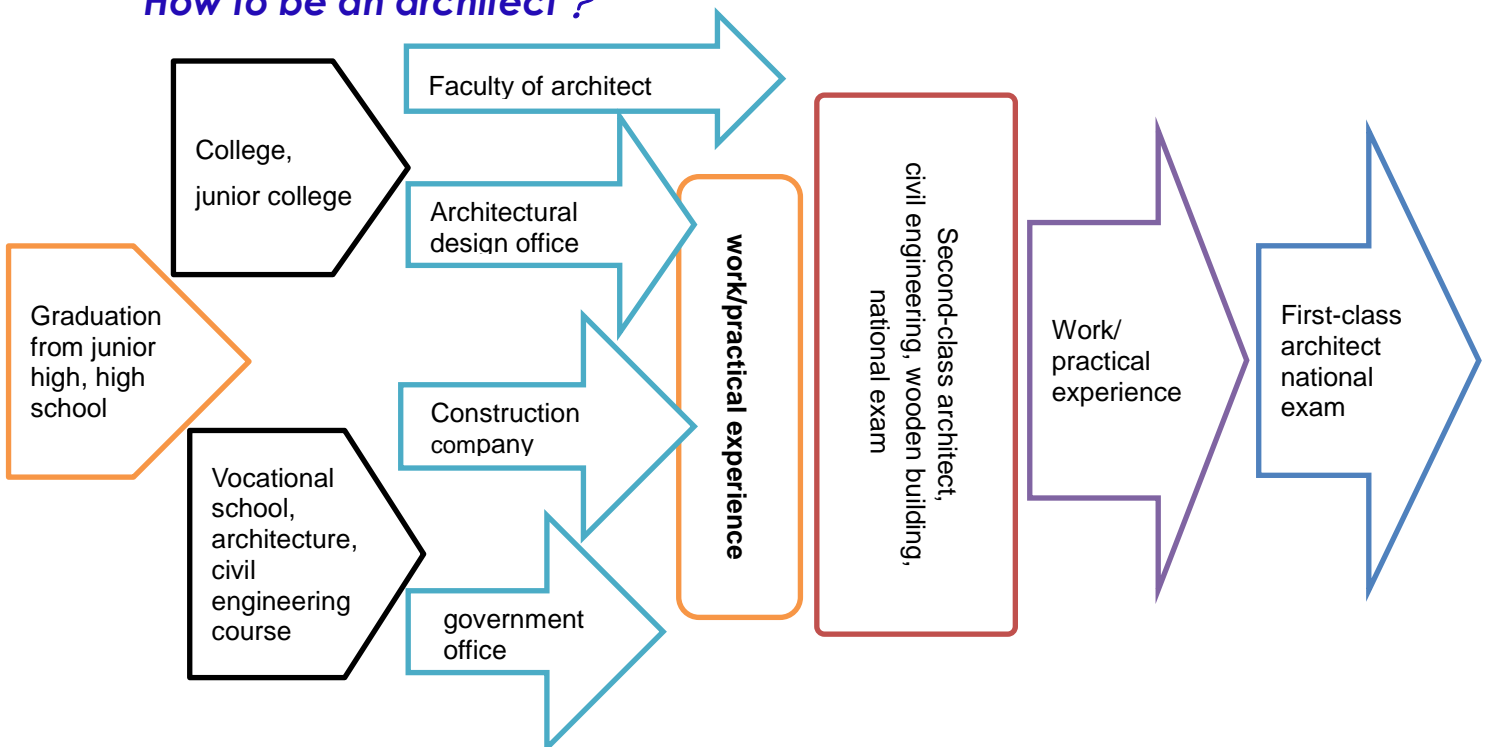 How to be an architect？
Faculty of architect
College,
junior college
Architectural
design office
Graduation
from junior
high, high
school
Construction
company
Vocational
school,
architecture,
civil
engineering
course
government
office
work/practical experience
Second-class architect,
civil engineering, wooden building,
national exam
Work/
practical
experience
First-class
architect
national
exam